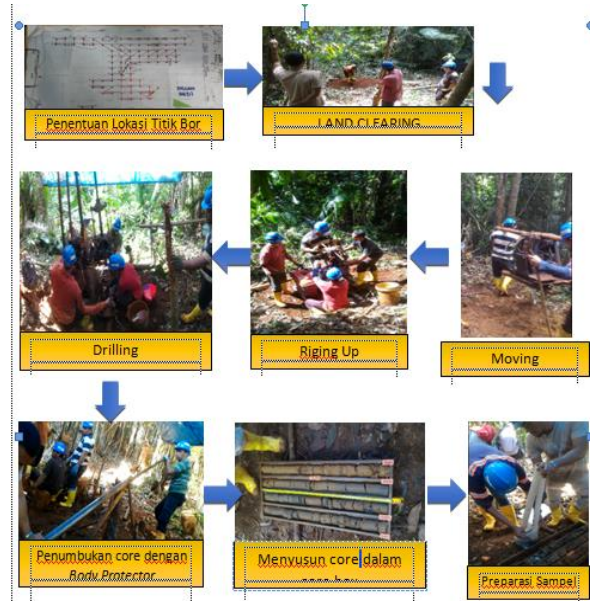 Penentuan Lokasi Titik Bor
LAND CLEARING
Moving
Riging Up
Drilling
Penumbukan core dengan
Body Protector
Menyusun core dalam
Preparasi Sampel